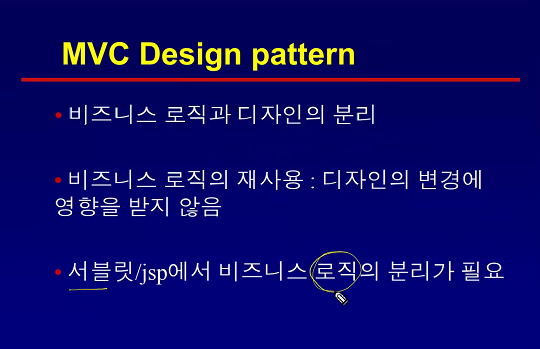 MVC Design pattern
• 비즈니스 로직과 디자인의 분리
• 비즈니스 로직의 재사용 : 디자인의 변경에
영향을 받지 않음
• 서블릿/jsp에서 비즈니스 로직의 분리가 필요